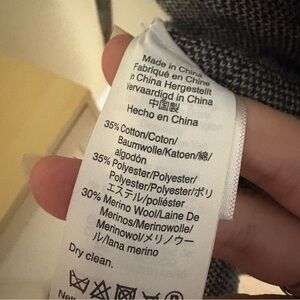 Made in China
Fabriqué en Chine
In China Hergestellt
Vervaardigd in China
中国製
Hecho en China
35% Cotton/Coton/
Baumwolle/Katoen/綿/
algodón
35% Polyester/Polyester/
Polyester/Polyester/ポリ
エステル/poliéster
30% Merino Wool/Laine De
Merinos/Merinowolle/
Merinowol/メリノウー
ル/lana merino
Dry clean.